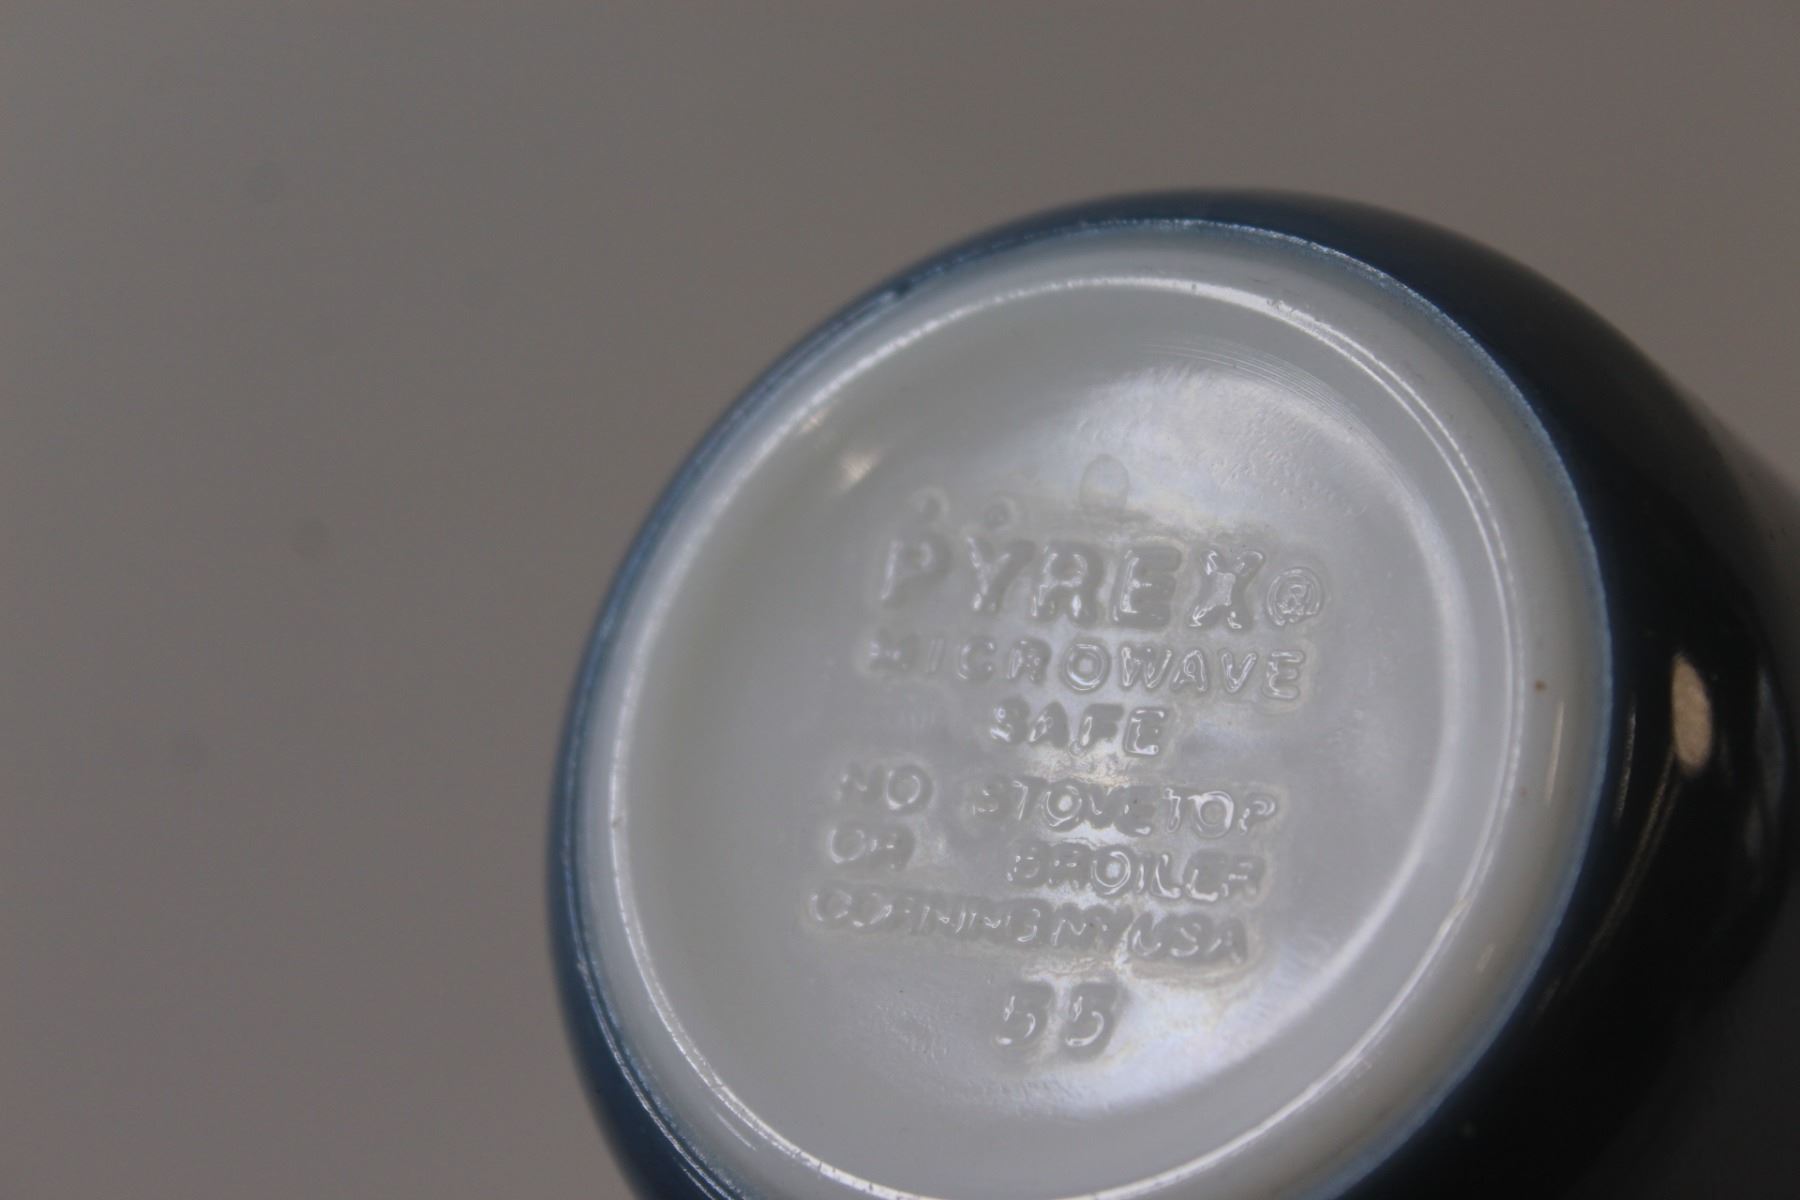 PYREX®
MICROWAVE
SAFE
NO STOVETOP
OR BROILER
CORNING NY USA
55